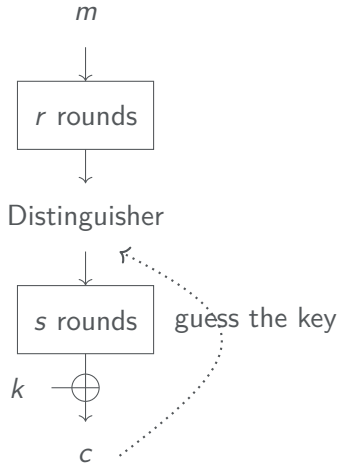 m
r rounds
Distinguisher
s rounds
guess the key
k
c